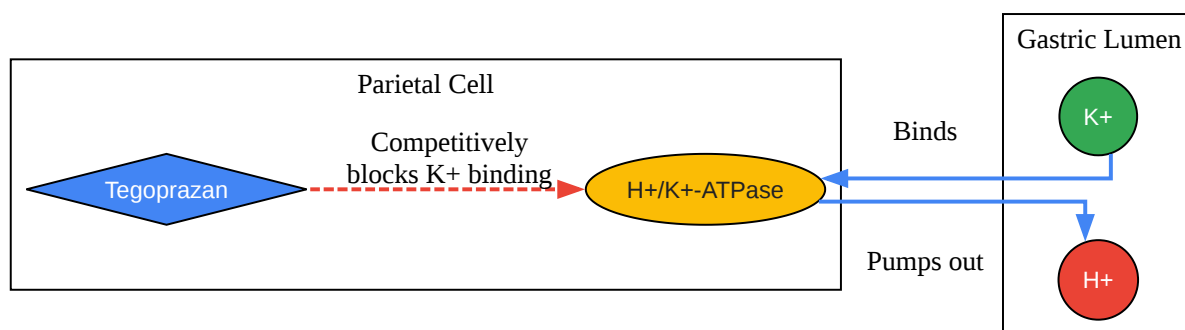 Gastric Lumen
Parietal Cell
K+
Binds
Competitively
blocks K+ binding
Tegoprazan
H+/K+-ATPase
Pumps out
H+